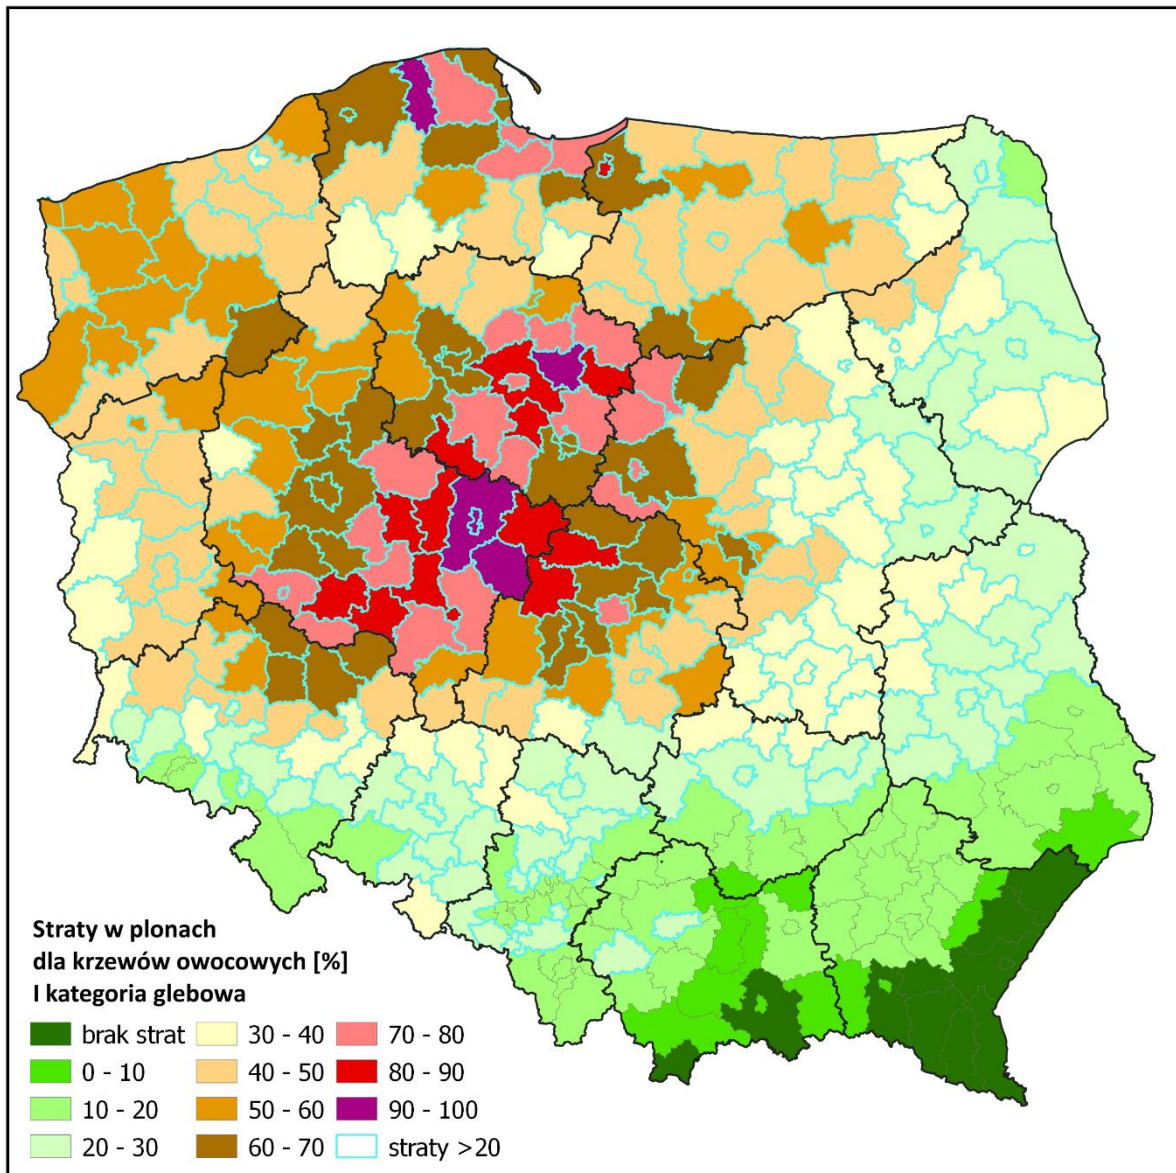 Straty w plonach
dla krzewów owocowych [%]
I kategoria glebowa
brak strat
0 - 10
10 - 20
20 - 30
30 - 40
40 - 50
50 - 60
60 - 70
70 - 80
80 - 90
90 - 100
straty >20